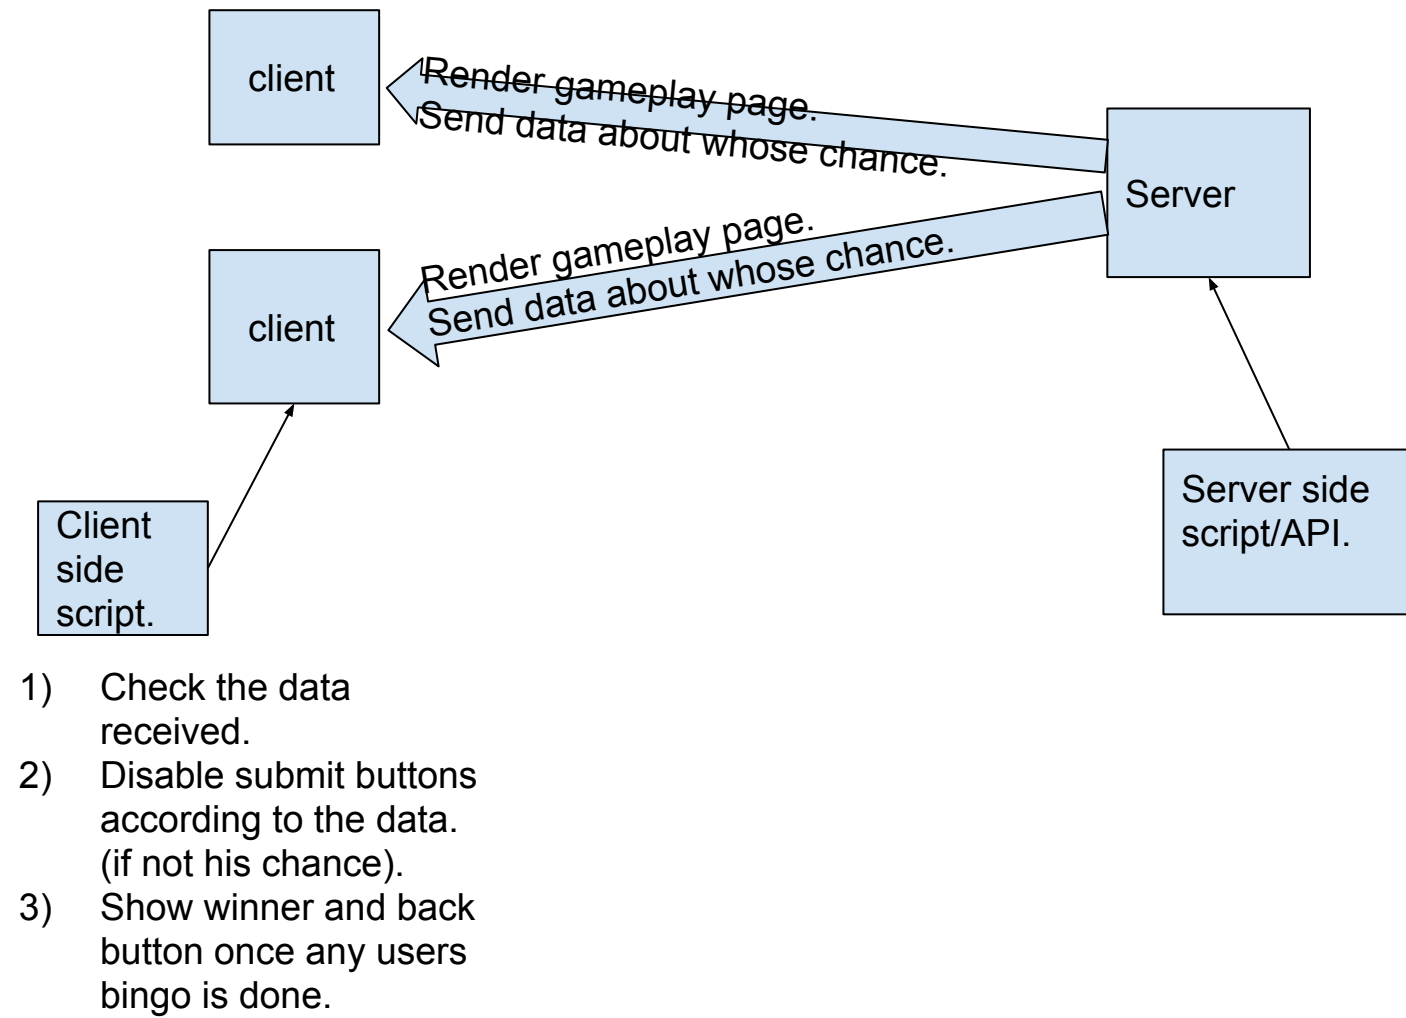 client
Render gameplay page.
Send data about whose chance.
Server
Render gameplay page.
Send data about whose chance.
client
Server side
script/API.
Client
side
script.
1) Check the data
received.
2) Disable submit buttons
according to the data.
(if not his chance).
3) Show winner and back
button once any users
bingo is done.